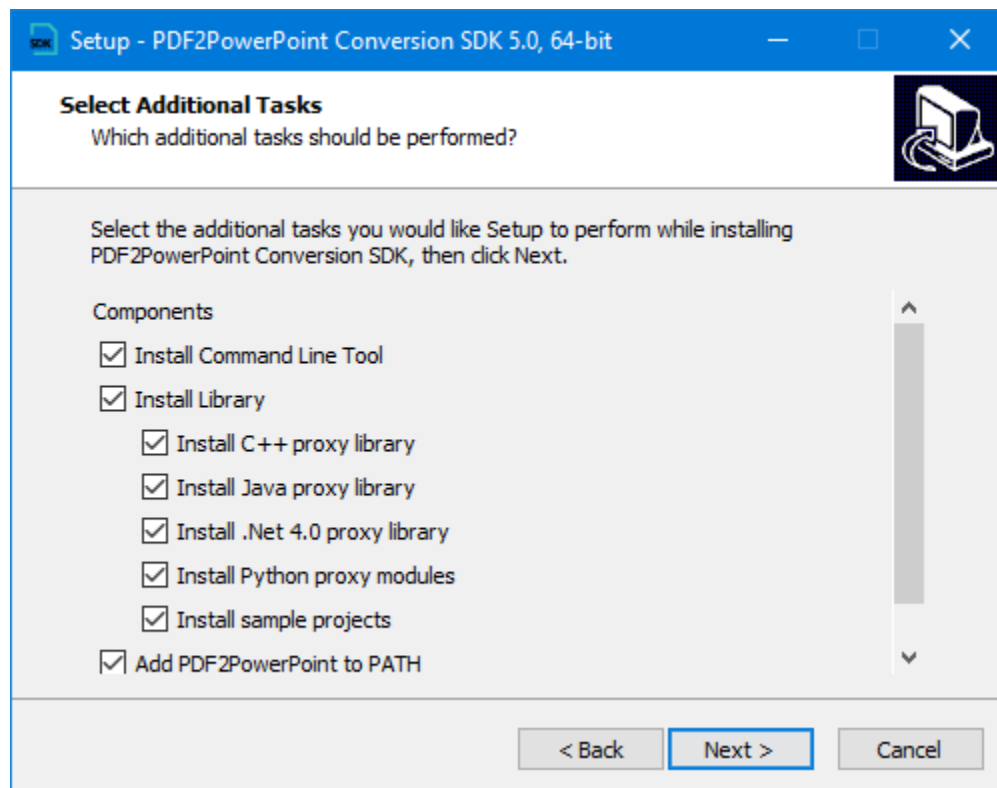 SDK
Setup - PDF2PowerPoint Conversion SDK 5.0, 64-bit
Select Additional Tasks
Which additional tasks should be performed?
Select the additional tasks you would like Setup to perform while installing
PDF2PowerPoint Conversion SDK, then click Next.
Components
Install Command Line Tool
Install Library
Install C++ proxy library
Install Java proxy library
Install .Net 4.0 proxy library
Install Python proxy modules
Install sample projects
Add PDF2PowerPoint to PATH
< Back
Next >
Cancel